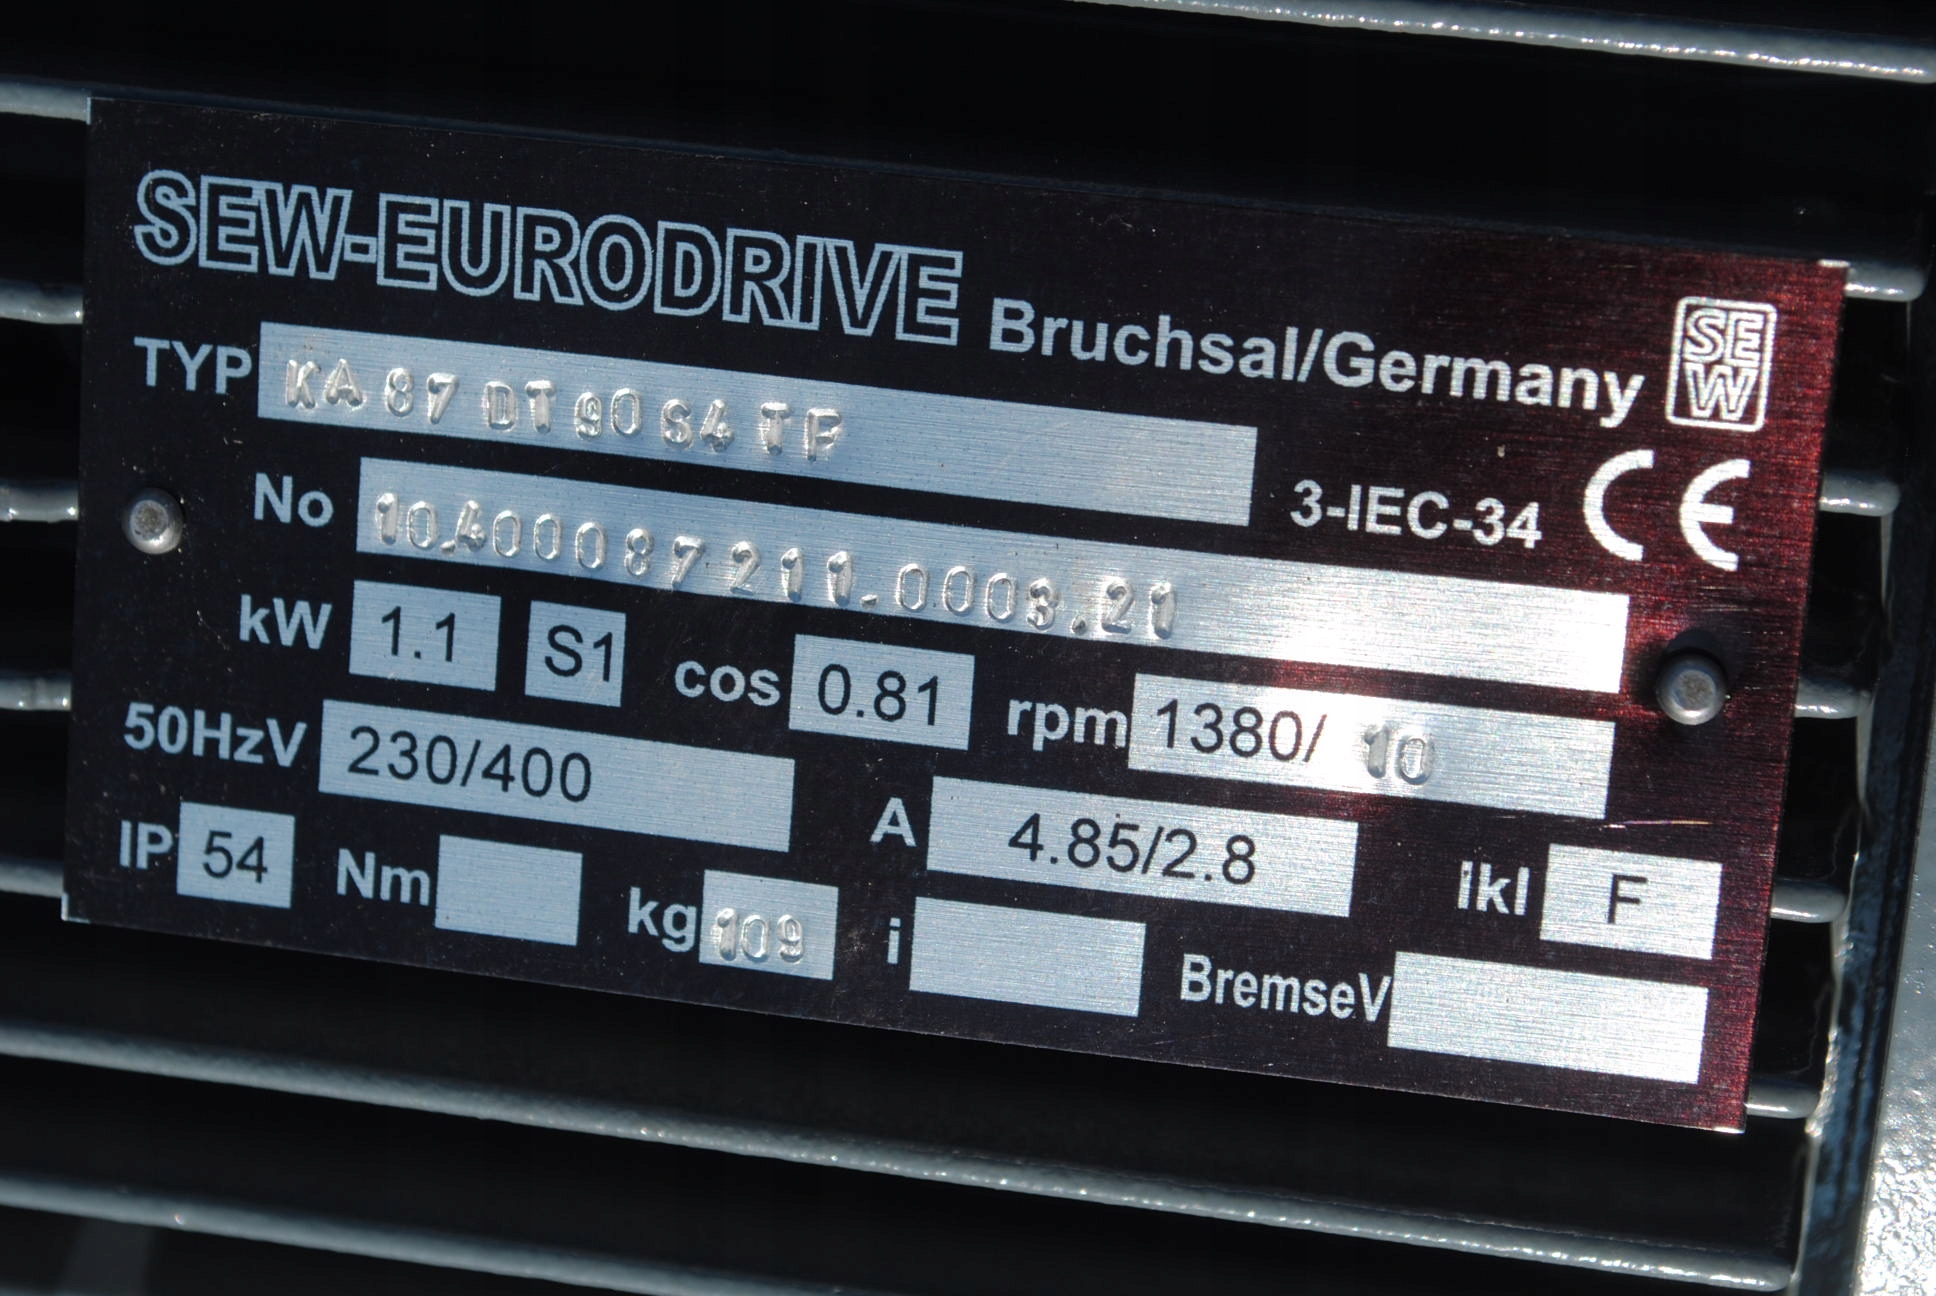 SEW-EURODRIVE Bruchsal/Germany SEW
TYP KA 87 DT 90 S4 TF 3-IEC-34 CE
No 10.400087211.0003.21
kW 1.1 S1 cos 0.81 rpm 1380/ 10
50HzV 230/400 A 4.85/2.8 Ikl F
IP 54 Nm kg 109 i BremseV